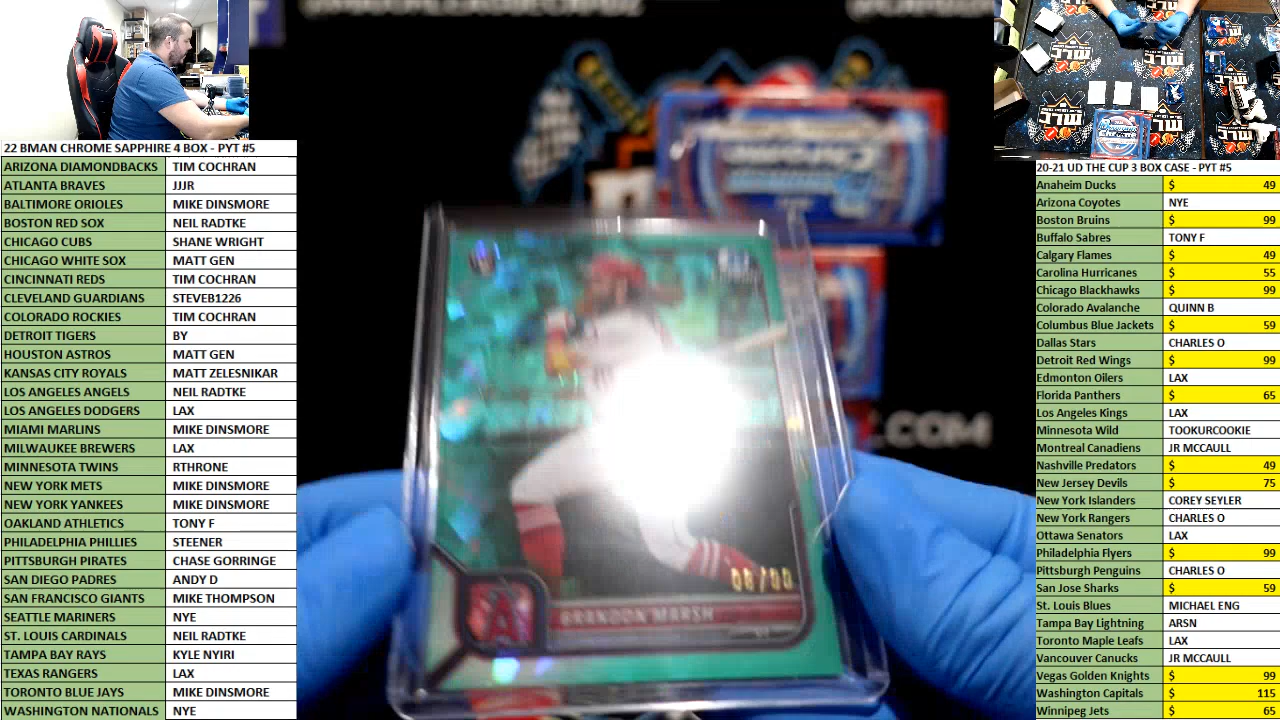 22 BMAN CHROME SAPPHIRE 4 BOX - PYT #5
ARIZONA DIAMONDBACKS TIM COCHRAN
ATLANTA BRAVES JJJR
BALTIMORE ORIOLES MIKE DINSMORE
BOSTON RED SOX NEIL RADTKE
CHICAGO CUBS SHANE WRIGHT
CHICAGO WHITE SOX MATT GEN
CINCINNATI REDS TIM COCHRAN
CLEVELAND GUARDIANS STEVEB1226
COLORADO ROCKIES TIM COCHRAN
DETROIT TIGERS BY
HOUSTON ASTROS MATT GEN
KANSAS CITY ROYALS MATT ZELESNIKAR
LOS ANGELES ANGELS NEIL RADTKE
LOS ANGELES DODGERS LAX
MIAMI MARLINS MIKE DINSMORE
MILWAUKEE BREWERS LAX
MINNESOTA TWINS RTHRONE
NEW YORK METS MIKE DINSMORE
NEW YORK YANKEES MIKE DINSMORE
OAKLAND ATHLETICS TONY F
PHILADELPHIA PHILLIES STEENER
PITTSBURGH PIRATES CHASE GORRINGE
SAN DIEGO PADRES ANDY D
SAN FRANCISCO GIANTS MIKE THOMPSON
SEATTLE MARINERS NYE
ST. LOUIS CARDINALS NEIL RADTKE
TAMPA BAY RAYS KYLE NYIRI
TEXAS RANGERS LAX
TORONTO BLUE JAYS MIKE DINSMORE
WASHINGTON NATIONALS NYE
CHROME
.COM
BRANDON MARSH
20-21 UD THE CUP 3 BOX CASE - PYT #5
Anaheim Ducks $ 49
Arizona Coyotes NYE
Boston Bruins $ 99
Buffalo Sabres TONY F
Calgary Flames $ 49
Carolina Hurricanes $ 55
Chicago Blackhawks $ 99
Colorado Avalanche QUINN B
Columbus Blue Jackets $ 59
Dallas Stars CHARLES O
Detroit Red Wings $ 99
Edmonton Oilers LAX
Florida Panthers $ 65
Los Angeles Kings LAX
Minnesota Wild TOOKURCOOKIE
Montreal Canadiens JR MCCAULL
Nashville Predators $ 49
New Jersey Devils $ 75
New York Islanders COREY SEYLER
New York Rangers CHARLES O
Ottawa Senators LAX
Philadelphia Flyers $ 99
Pittsburgh Penguins CHARLES O
San Jose Sharks $ 59
St. Louis Blues MICHAEL ENG
Tampa Bay Lightning ARSN
Toronto Maple Leafs LAX
Vancouver Canucks JR MCCAULL
Vegas Golden Knights $ 99
Washington Capitals $ 115
Winnipeg Jets $ 65